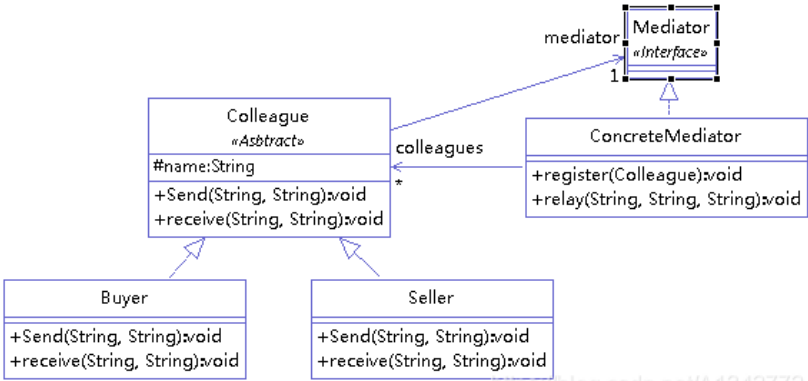 Mediator
«Interface»
mediator
1
Colleague
«Asbtract»
#name:String
+Send(String, String):void
+receive(String, String):void
colleagues
*
ConcreteMediator
+register(Colleague):void
+relay(String, String, String):void
Buyer
+Send(String, String):void
+receive(String, String):void
Seller
+Send(String, String):void
+receive(String, String):void